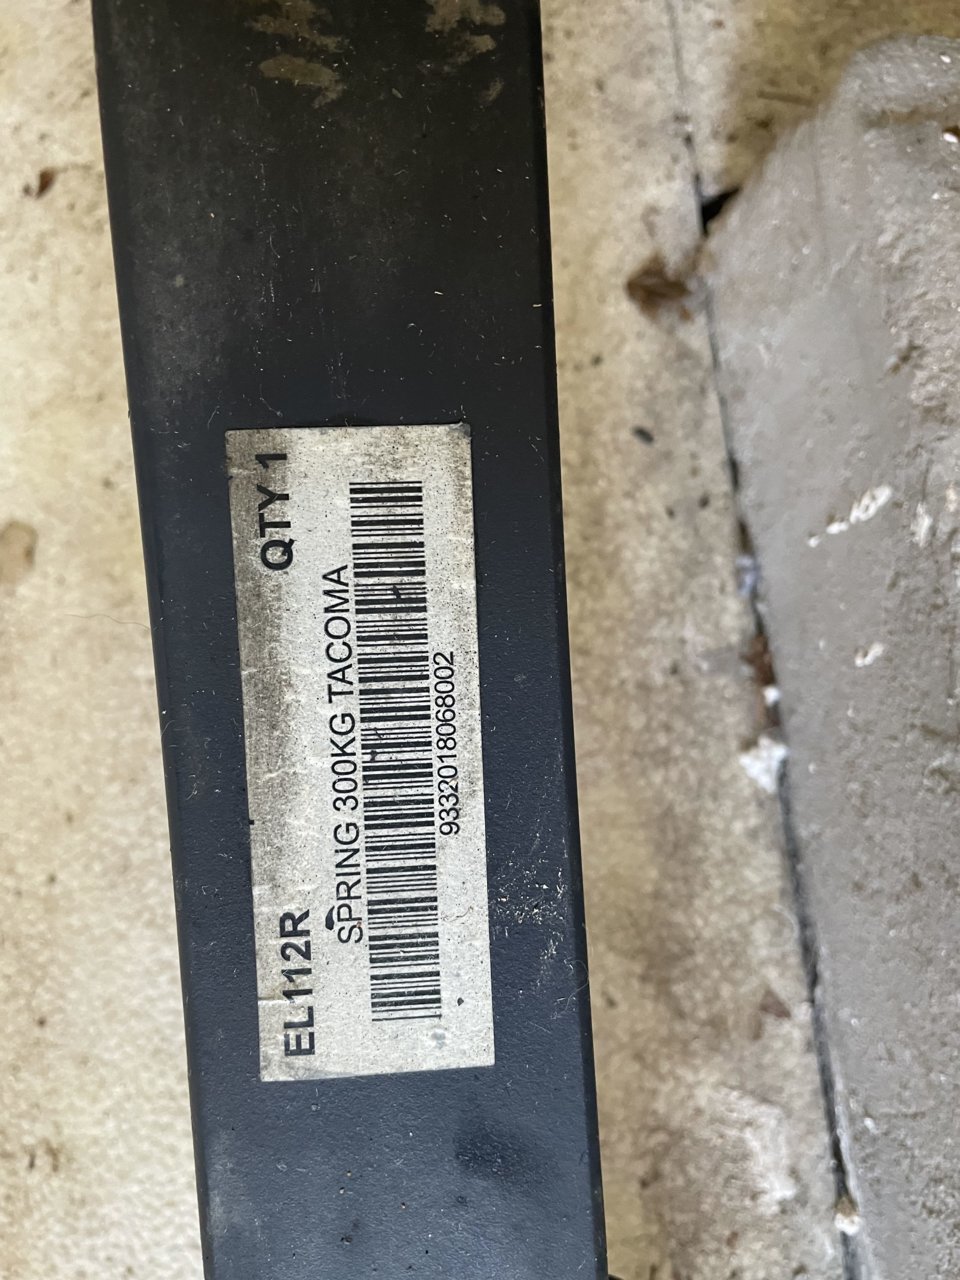 EL112R QTY 1
SPRING 300KG TACOMA
9332018068002